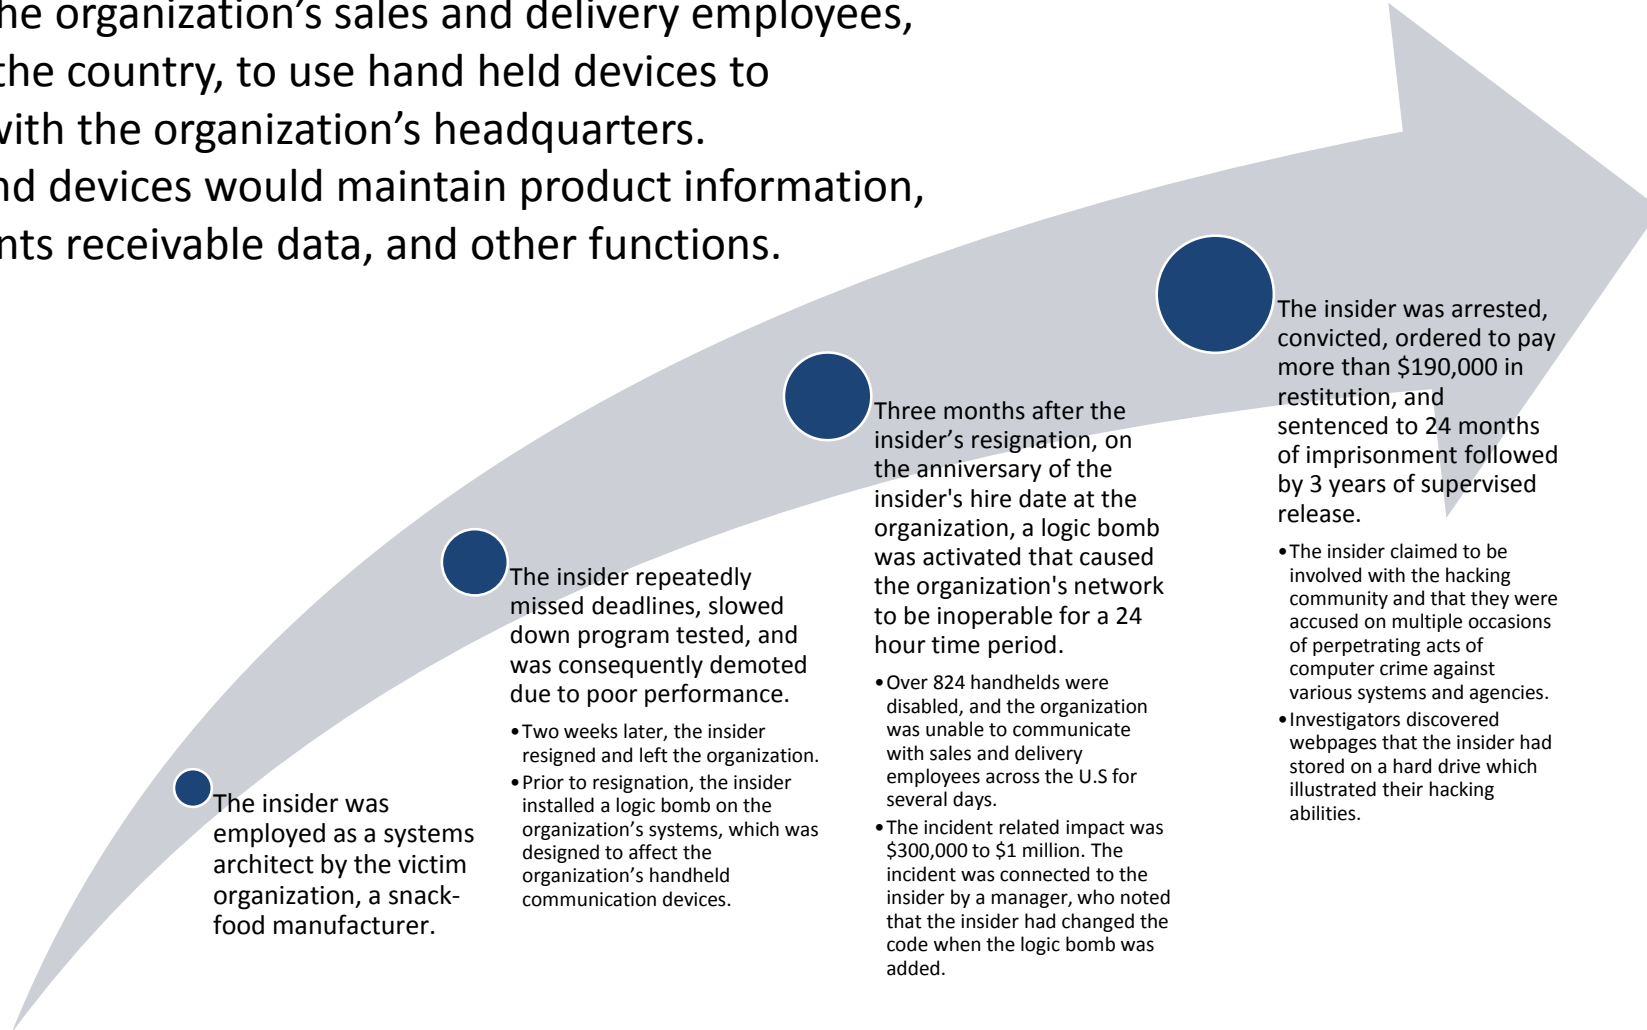 he organization's sales and delivery employees,
the country, to use hand held devices to
with the organization's headquarters.
nd devices would maintain product information,
nts receivable data, and other functions.
The insider was
employed as a systems
architect by the victim
organization, a snack-
food manufacturer.
The insider repeatedly
missed deadlines, slowed
down program tested, and
was consequently demoted
due to poor performance.
•Two weeks later, the insider
resigned and left the organization.
•Prior to resignation, the insider
installed a logic bomb on the
organization's systems, which was
designed to affect the
organization's handheld
communication devices.
Three months after the
insider's resignation, on
the anniversary of the
insider's hire date at the
organization, a logic bomb
was activated that caused
the organization's network
to be inoperable for a 24
hour time period.
•Over 824 handhelds were
disabled, and the organization
was unable to communicate
with sales and delivery
employees across the U.S for
several days.
•The incident related impact was
$300,000 to $1 million. The
incident was connected to the
insider by a manager, who noted
that the insider had changed the
code when the logic bomb was
added.
The insider was arrested,
convicted, ordered to pay
more than $190,000 in
restitution, and
sentenced to 24 months
of imprisonment followed
by 3 years of supervised
release.
•The insider claimed to be
involved with the hacking
community and that they were
accused on multiple occasions
of perpetrating acts of
computer crime against
various systems and agencies.
•Investigators discovered
webpages that the insider had
stored on a hard drive which
illustrated their hacking
abilities.